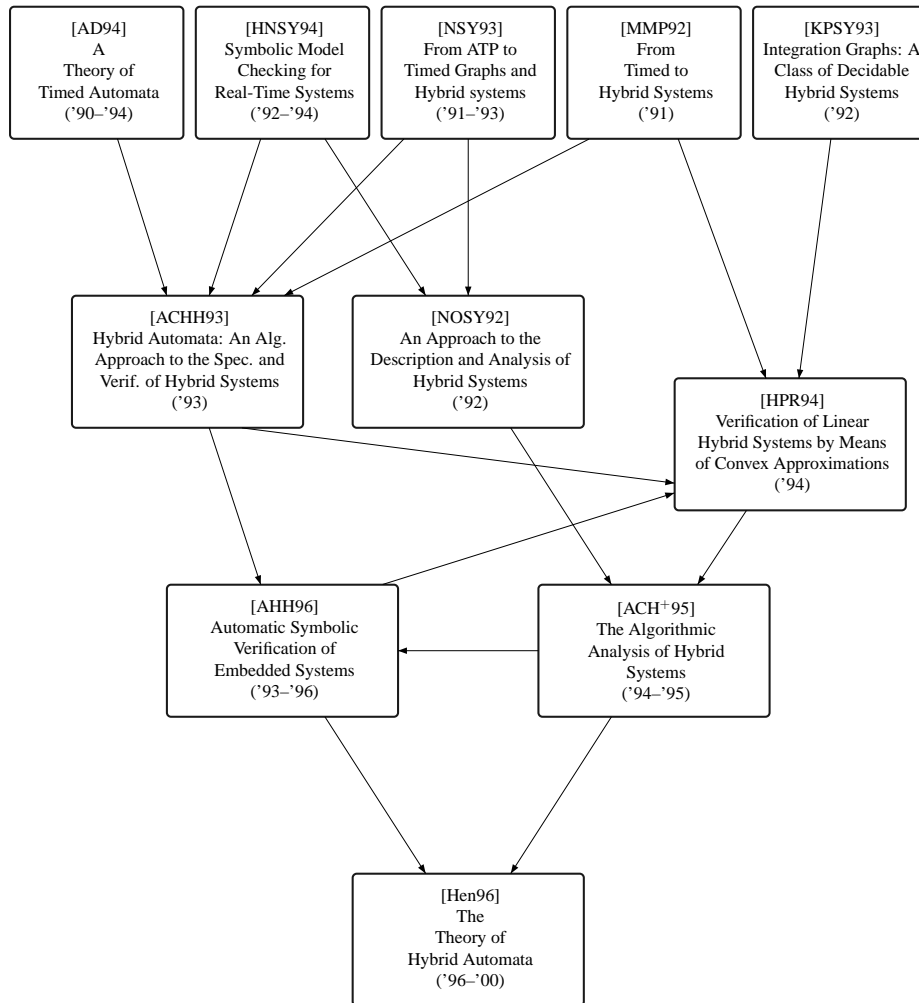 [AD94]
A
Theory of
Timed Automata
(’90–’94)
[HNSY94]
Symbolic Model
Checking for
Real-Time Systems
(’92–’94)
[NSY93]
From ATP to
Timed Graphs and
Hybrid systems
(’91–’93)
[MMP92]
From
Timed to
Hybrid Systems
(’91)
[KPSY93]
Integration Graphs: A
Class of Decidable
Hybrid Systems
(’92)
[ACHH93]
Hybrid Automata: An Alg.
Approach to the Spec. and
Verif. of Hybrid Systems
(’93)
[NOSY92]
An Approach to the
Description and Analysis of
Hybrid Systems
(’92)
[HPR94]
Verification of Linear
Hybrid Systems by Means
of Convex Approximations
(’94)
[AHH96]
Automatic Symbolic
Verification of
Embedded Systems
(’93–’96)
[ACH+95]
The Algorithmic
Analysis of Hybrid
Systems
(’94–’95)
[Hen96]
The
Theory of
Hybrid Automata
(’96–’00)